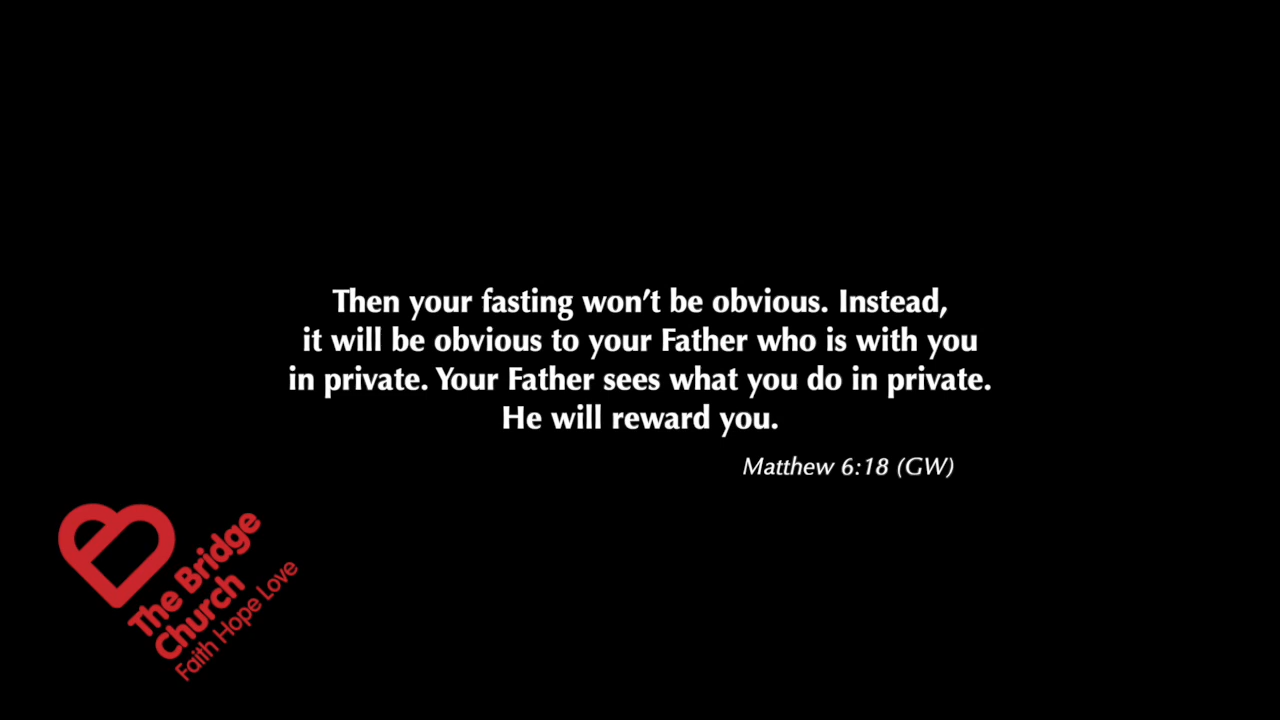 Then your fasting won't be obvious. Instead,
it will be obvious to your Father who is with you
in private. Your Father sees what you do in private.
He will reward you.
Matthew 6:18 (GW)
The Bridge
Church
Faith Hope Love